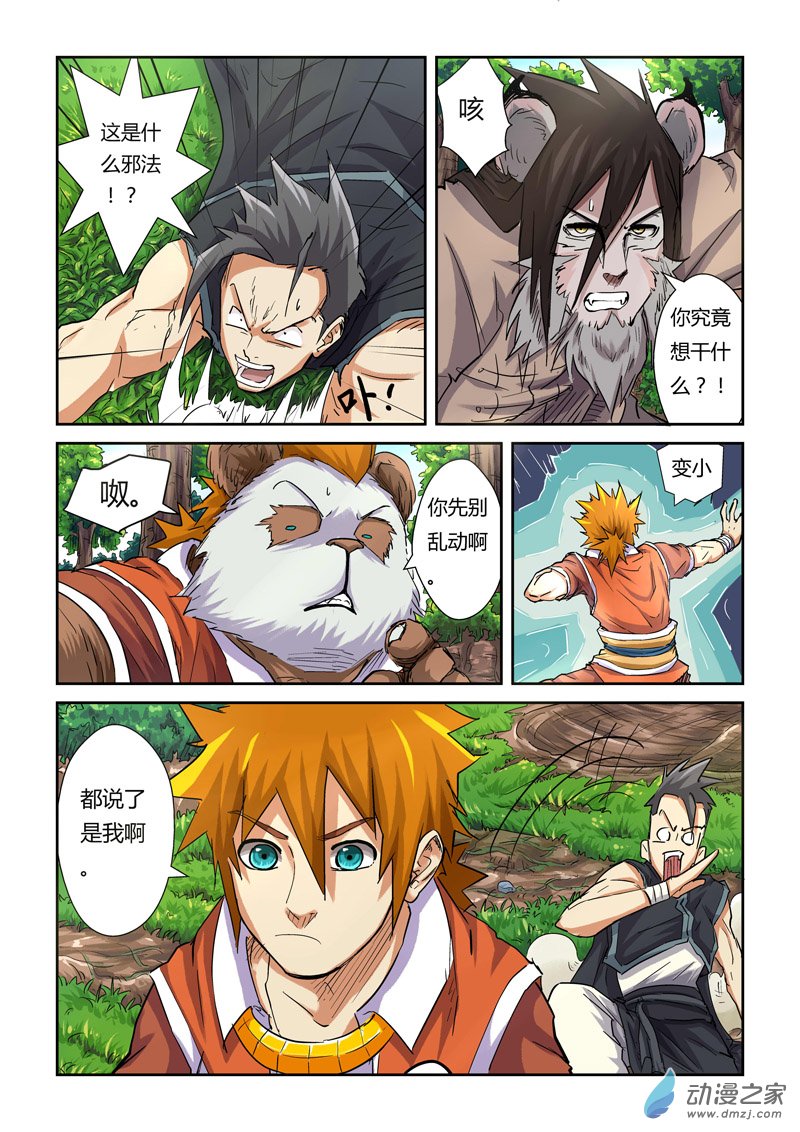 这是什
么邪法
！？
咳
你究竟
想干什
么？！
卟！
呶。
你先别
乱动啊
。
变小
都说了
是我啊
。
动漫之家
www.dmzj.com